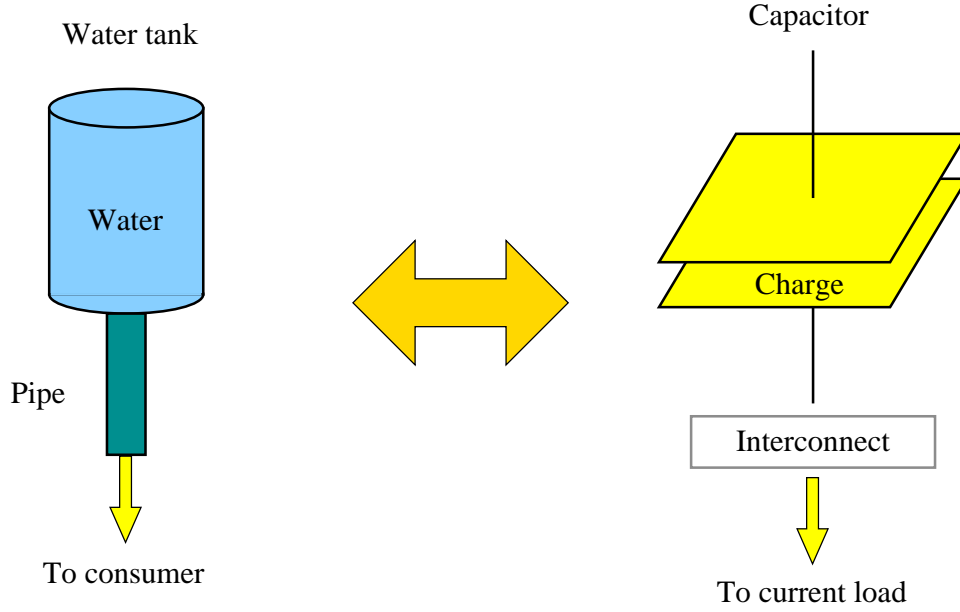 Water tank
Water
Pipe
To consumer
Capacitor
Charge
Interconnect
To current load